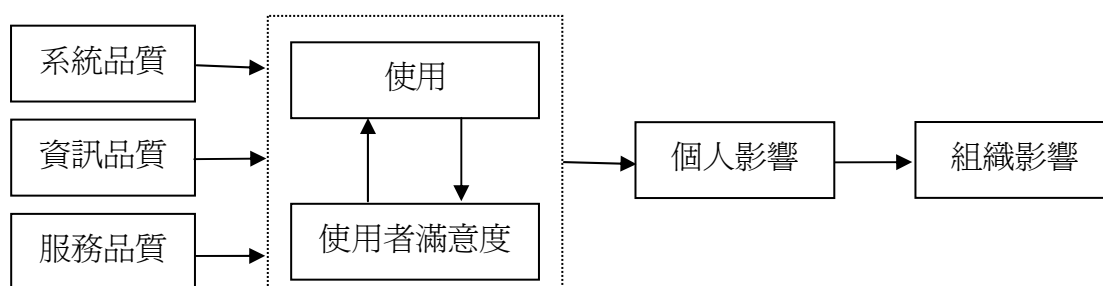 系統品質
資訊品質
服務品質
使用
使用者滿意度
個人影響
組織影響